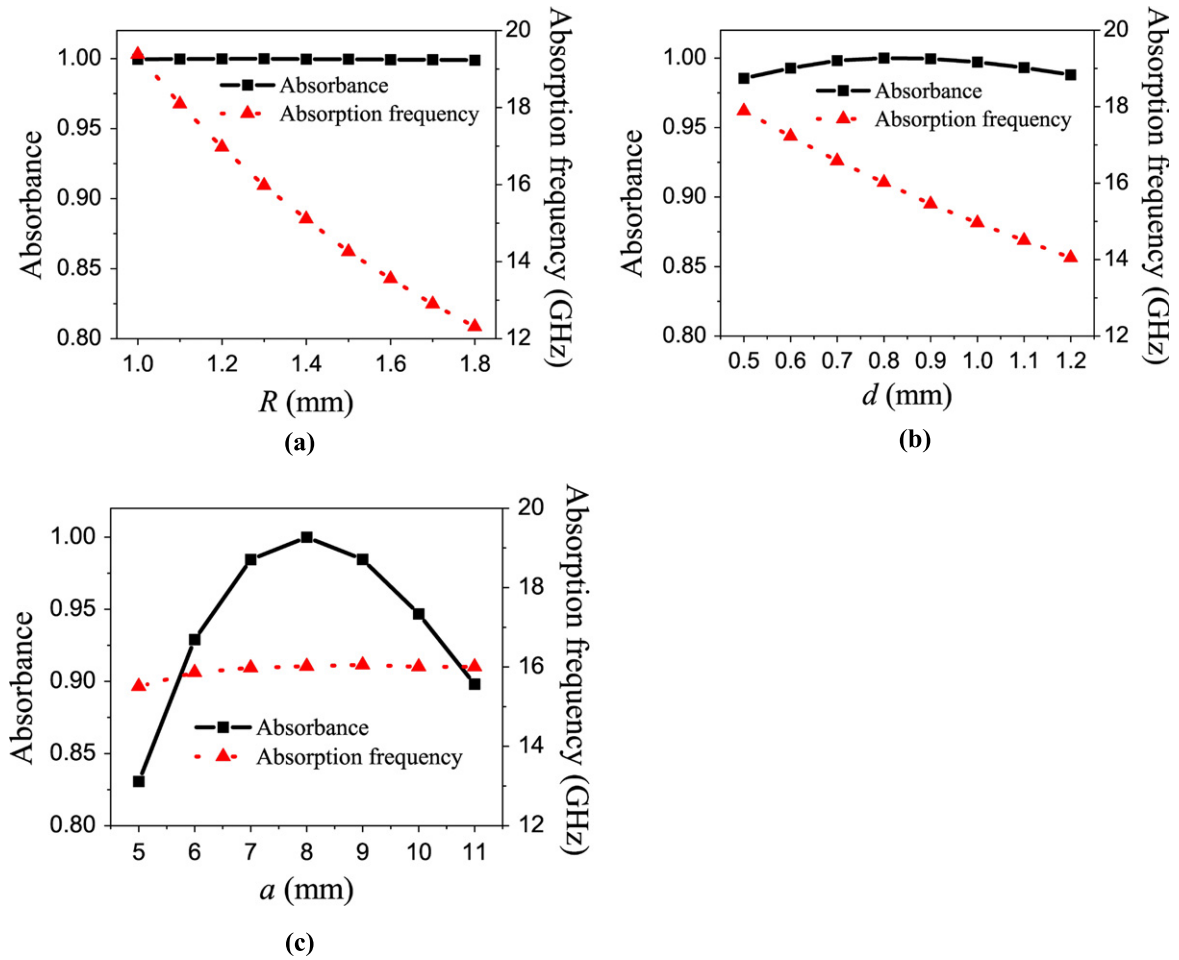 20
1.00
Absorbance
18
Absorption frequency
0.95
16
0.90
14
0.85
12
0.80
1.0 1.2 1.4 1.6 1.8
Absorbance
Absorption frequency (GHz)
R (mm)
(a)
20
1.00
18
Absorbance
Absorption frequency
0.95
16
0.90
14
0.85
12
0.80
0.5 0.6 0.7 0.8 0.9 1.0 1.1 1.2
Absorbance
Absorption frequency (GHz)
d (mm)
(b)
20
1.00
18
0.95
16
0.90
Absorbance
14
Absorption frequency
0.85
12
0.80
5 6 7 8 9 10 11
Absorbance
Absorption frequency (GHz)
a (mm)
(c)